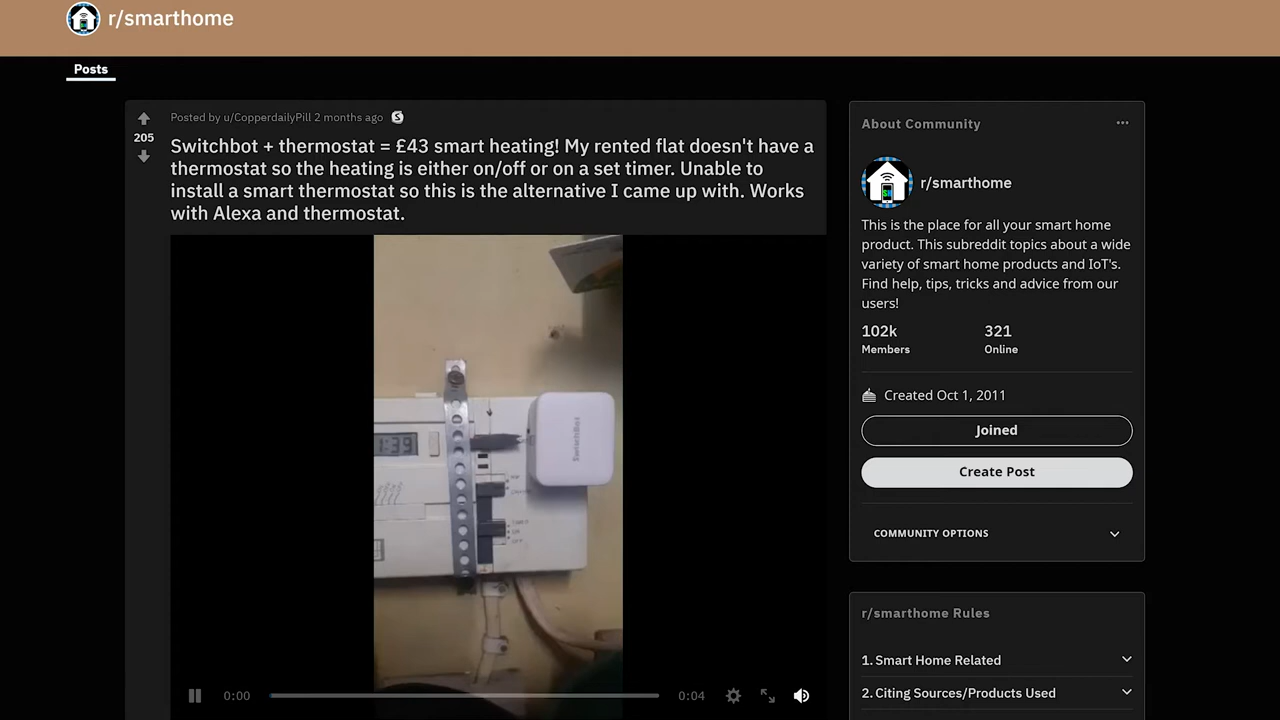 r/smarthome
Posts
Posted by u/CopperdailyPill 2 months ago
205
Switchbot + thermostat = £43 smart heating! My rented flat doesn't have a
thermostat so the heating is either on/off or on a set timer. Unable to
install a smart thermostat so this is the alternative I came up with. Works
with Alexa and thermostat.
1:39
SwitchBot
OFF
0:00
0:04
About Community
r/smarthome
This is the place for all your smart home
product. This subreddit topics about a wide
variety of smart home products and IoT's.
Find help, tips, tricks and advice from our
users!
102k
321
Members
Online
Created Oct 1, 2011
Joined
Create Post
COMMUNITY OPTIONS
r/smarthome Rules
1. Smart Home Related
2. Citing Sources/Products Used